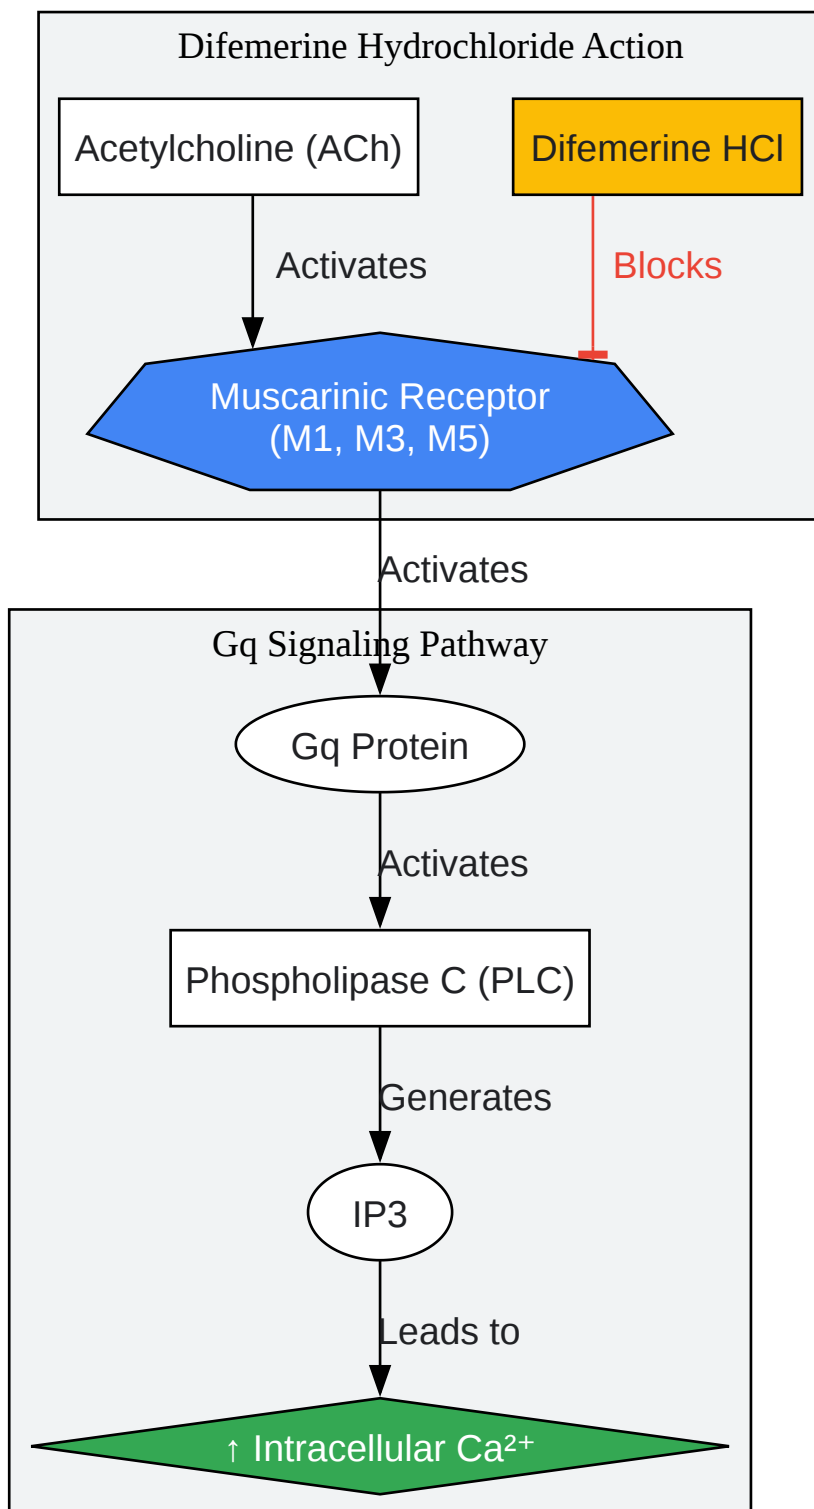 Difemerine Hydrochloride Action
Acetylcholine (ACh)
Difemerine HCl
Activates
Blocks
Muscarinic Receptor
(M1, M3, M5)
Activates
Gq Signaling Pathway
Gq Protein
Activates
Phospholipase C (PLC)
Generates
IP3
Leads to
↑ Intracellular Ca²⁺